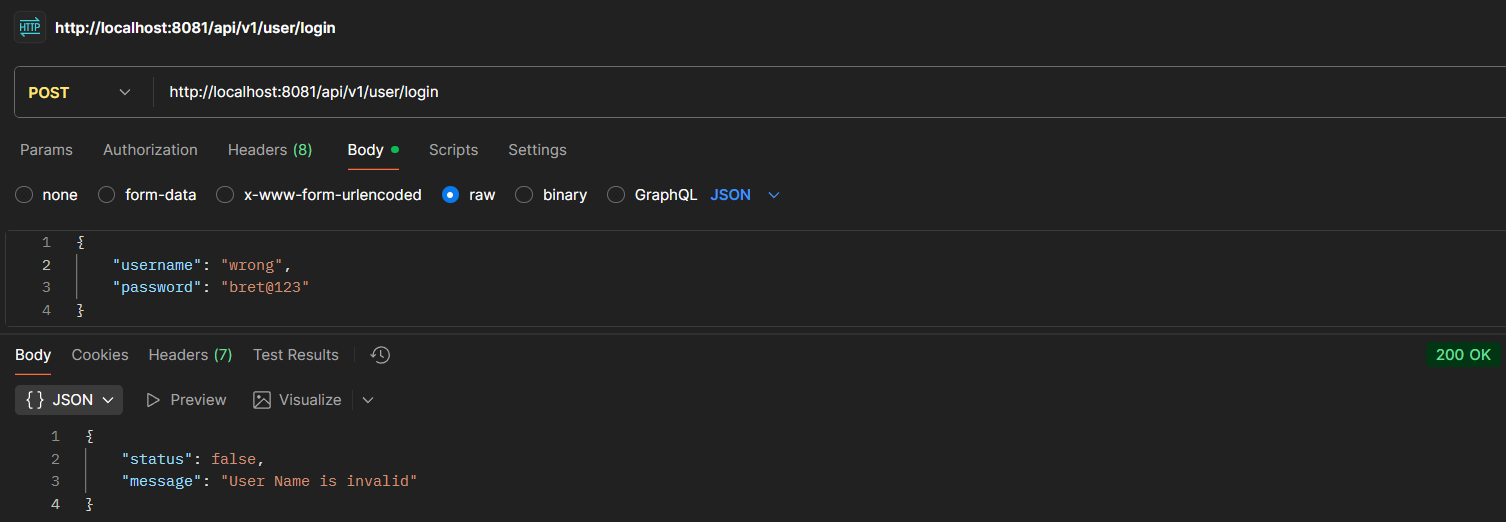 HTTP http://localhost:8081/api/v1/user/login
POST http://localhost:8081/api/v1/user/login
Params Authorization Headers (8) Body Scripts Settings
none form-data x-www-form-urlencoded raw binary GraphQL JSON
1 {
2 "username": "wrong",
3 "password": "bret@123"
4 }
Body Cookies Headers (7) Test Results 200 OK
{} JSON Preview Visualize
1 {
2 "status": false,
3 "message": "User Name is invalid"
4 }